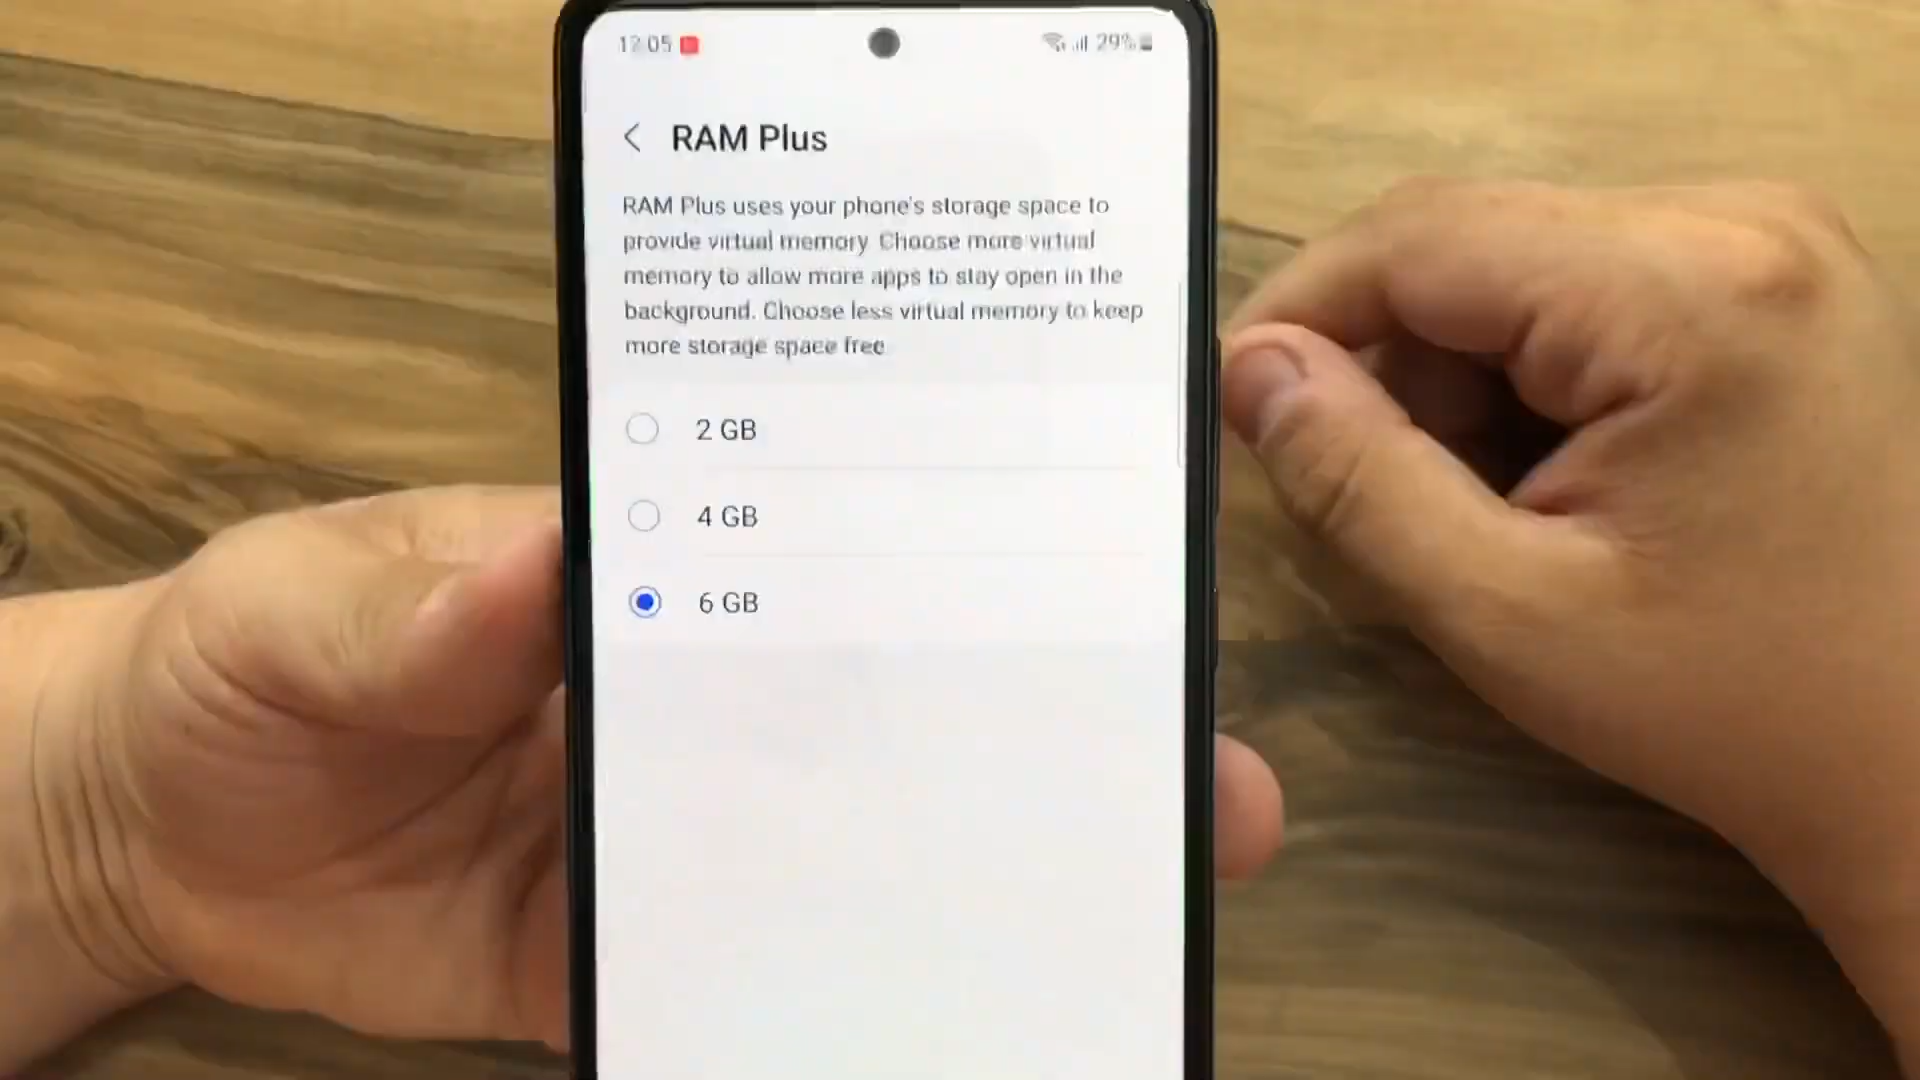 12:05 29%
RAM Plus
RAM Plus uses your phone's storage space to
provide virtual memory. Choose more virtual
memory to allow more apps to stay open in the
background. Choose less virtual memory to keep
more storage space free.
2 GB
4 GB
6 GB